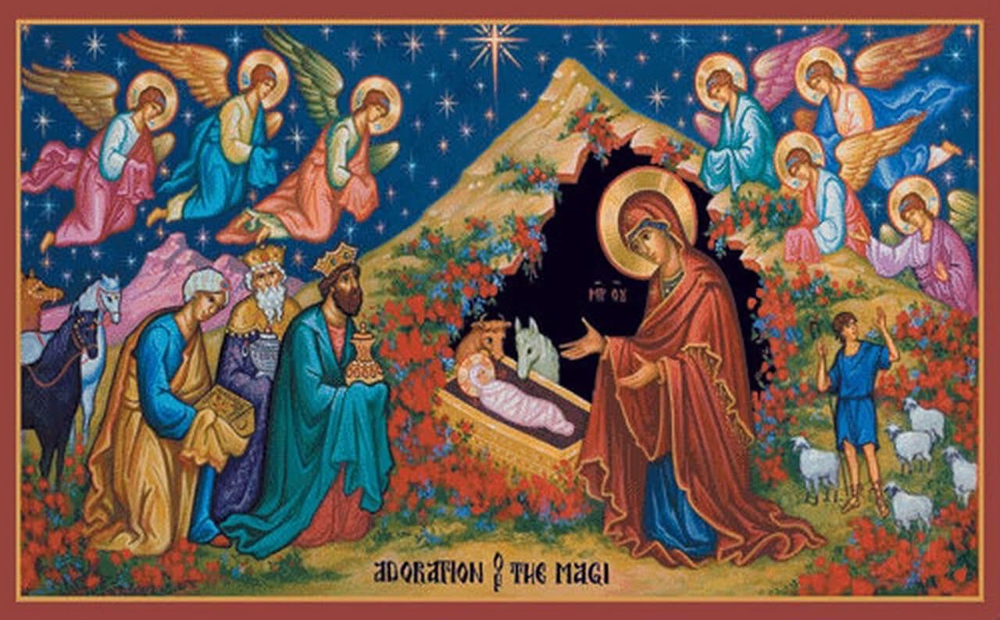 ΜΡ ΘΥ
ADORATION OF THE MAGI